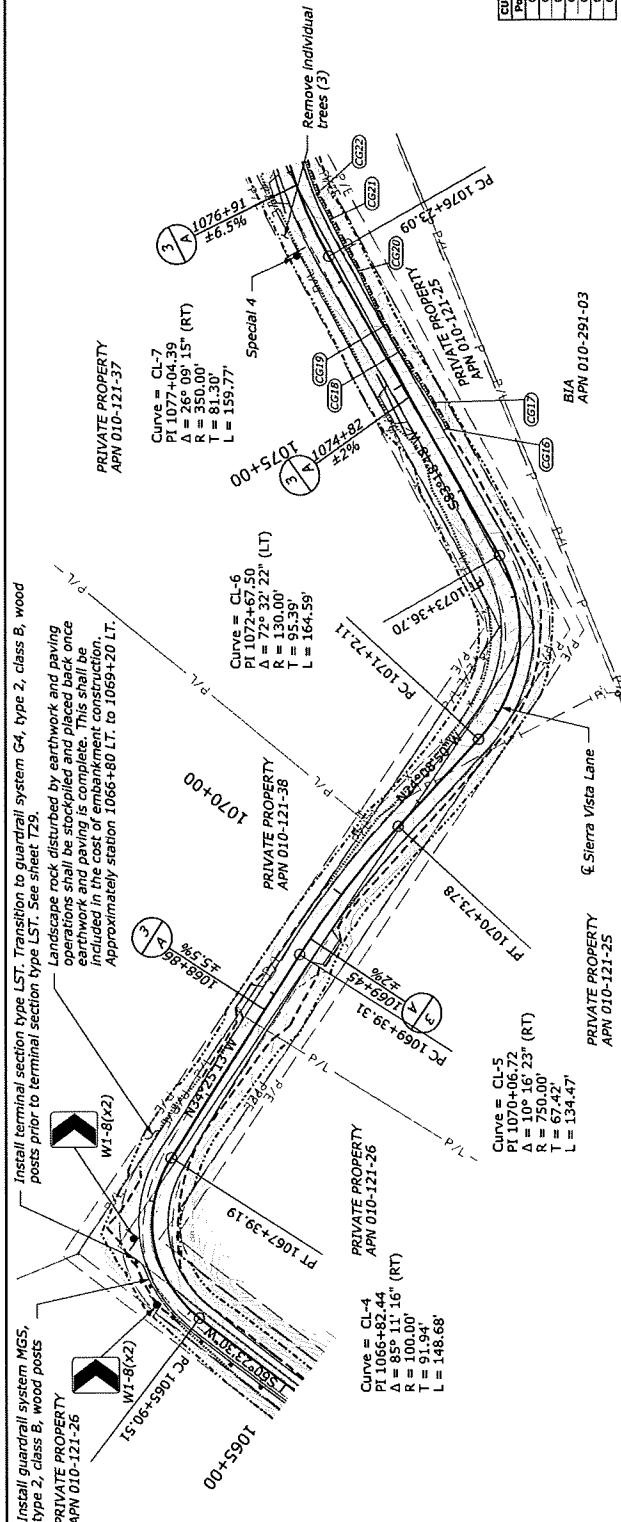 Install guardrail system MGS,
type 2, class B, wood posts
PRIVATE PROPERTY
APN 010-121-26
W1-8(x2)
W1-8(x2)
Install terminal section type LST. Transition to guardrail system G4, type 2, class B, wood
posts prior to terminal section type LST. See sheet T29.
Landscape rock disturbed by earthwork and paving
operations shall be stockpiled and placed back once
earthwork and paving is complete. This shall be
included in the cost of embankment construction.
Approximately station 1066+80 LT. to 1069+20 LT.
PC 1065+90.51
S60°23'30"W
1065+00
PT 1067+39.19
PRIVATE PROPERTY
APN 010-121-26
Curve = CL-4
PI 1066+82.44
Δ = 85° 11' 16" (RT)
R = 100.00'
T = 91.94'
L = 148.68'
N34°25'13"W
3
A
1068+86
±5.5%
3
A
1069+45
±2%
PC 1069+39.31
P/L
P/L
1070+00
PRIVATE PROPERTY
APN 010-121-38
PT 1070+73.78
Curve = CL-5
PI 1070+06.72
Δ = 10° 16' 23" (RT)
R = 750.00'
T = 67.42'
L = 134.47'
PRIVATE PROPERTY
APN 010-121-25
N24°08'50"W
PC 1071+72.11
P/L
P/L
P/L
Curve = CL-6
PI 1072+67.50
Δ = 72° 32' 22" (LT)
R = 130.00'
T = 95.39'
L = 164.59'
℄ Sierra Vista Lane
PT 1073+36.70
3
A
1074+82
±2%
1075+00
PRIVATE PROPERTY
APN 010-121-37
Curve = CL-7
PI 1077+04.39
Δ = 26° 09' 15" (RT)
R = 350.00'
T = 81.30'
L = 159.77'
3
A
1076+91
±6.5%
Special 4
Remove individual
trees (3)
CG16
CG17
CG18
CG19
CG20
CG21
CG22
PC 1076+23.09
PRIVATE PROPERTY
APN 010-121-25
BIA
APN 010-291-03